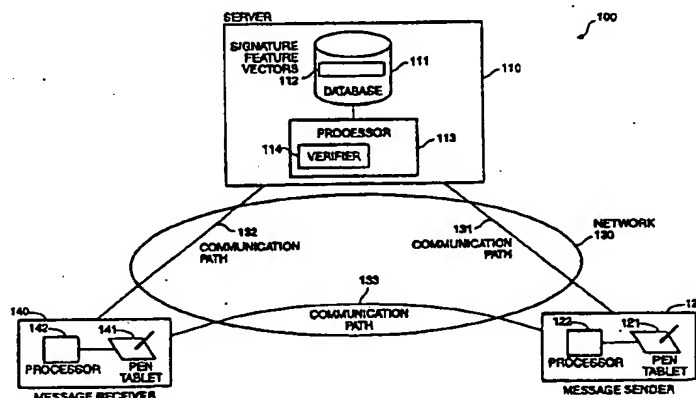 100
SERVER
SIGNATURE
FEATURE
VECTORS
112
111
DATABASE
110
PROCESSOR
113
114
VERIFIER
132
COMMUNICATION
PATH
131
COMMUNICATION
PATH
NETWORK
130
133
COMMUNICATION
PATH
140
142
141
PROCESSOR
PEN
TABLET
MESSAGE RECEIVER
122
121
PROCESSOR
PEN
TABLET
MESSAGE SENDER